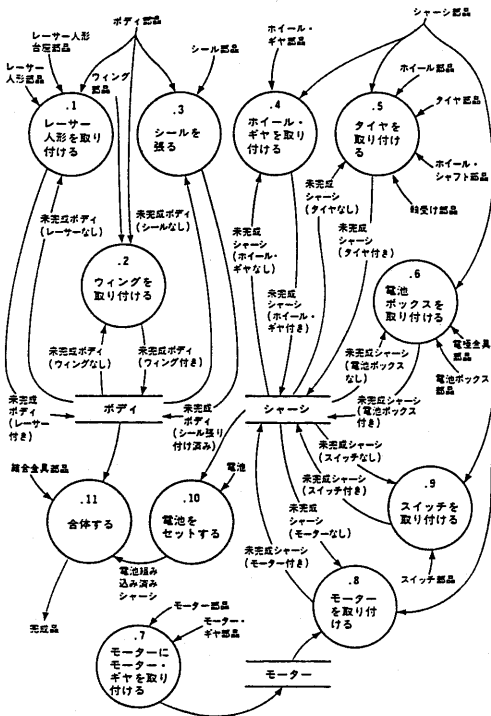 ボディ部品
シャーシ部品
レーサー人形
台座部品
レーサー
人形部品
ウィング
部品
シール部品
ホイール・
ギヤ部品
ホイール部品
タイヤ部品
ホイール・
シャフト部品
軸受け部品
.1
レーサー
人形を取り
付ける
.3
シールを
張る
.4
ホイール・
ギヤを取り
付ける
.5
タイヤを
取り付け
る
未完成ボディ
(レーサーなし)
未完成ボディ
(シールなし)
未完成
シャーシ
(ホイール・
ギヤなし)
未完成
シャーシ
(タイヤなし)
未完成
シャーシ
(タイヤ付き)
.2
ウィングを
取り付ける
.6
電池ボックス
を取り付ける
未完成
シャーシ
(ホイール・
ギヤ付き)
電極金具
部品
電池ボックス
部品
未完成ボディ
(ウィングなし)
未完成ボディ
(ウィング付き)
未完成シャーシ
(電池ボックス
なし)
未完成シャーシ
(電池ボックス
付き)
未完成
ボディ
(レーサー
付き)
ボディ
未完成
ボディ
(シール張り
付け済み)
シャーシ
未完成シャーシ
(スイッチなし)
未完成シャーシ
(スイッチ付き)
.9
スイッチを
取り付ける
スイッチ部品
結合金具部品
.11
合体する
.10
電池を
セットする
電池
未完成
シャーシ
(モーターなし)
未完成シャーシ
(モーター付き)
電池組み
込み済み
シャーシ
.8
モーター
を取り付
ける
完成品
モーター部品
モーター・
ギヤ部品
.7
モーターに
モーター・
ギヤを取り
付ける
モーター